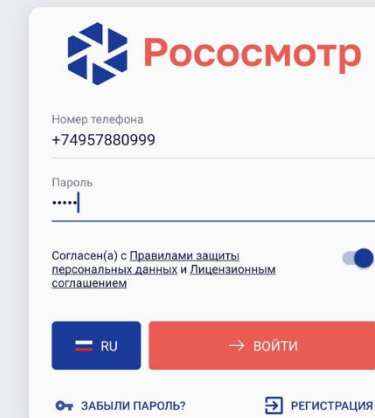 Рососмотр
Номер телефона
+74957880999
Пароль
•••••
Согласен(а) с Правилами защиты
персональных данных и Лицензионным
соглашением
RU
→ ВОЙТИ
ЗАБЫЛИ ПАРОЛЬ?
РЕГИСТРАЦИЯ